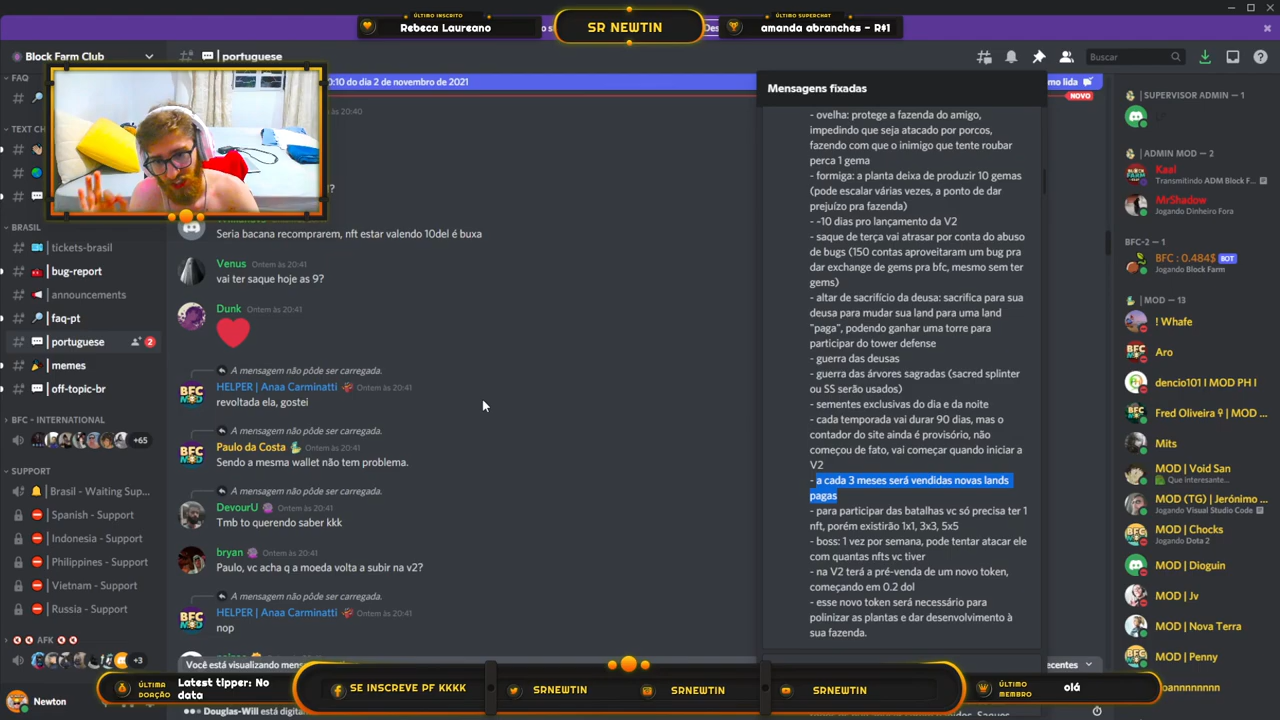 ÚLTIMO INSCRITO
Rebeca Laureano
SR NEWTIN
ÚLTIMO SUPERCHAT
amanda abranches - R$1
Block Farm Club
portuguese
Buscar
FAQ
TEXT
BRASIL
tickets-brasil
bug-report
announcements
faq-pt
portuguese
2
memes
off-topic-br
BFC - INTERNATIONAL
+65
SUPPORT
Brasil - Waiting Sup...
Spanish - Support
Indonesia - Support
Philippines - Support
Vietnam - Support
Russia - Support
AFK
+3
Newton
:10 do dia 2 de novembro de 2021
NOVO
Seria bacana recomprarem, nft estar valendo 10del é buxa
Venus Ontem às 20:41
vai ter saque hoje as 9?
Dunk Ontem às 20:41
A mensagem não pôde ser carregada.
HELPER | Anaa Carminatti Ontem às 20:41
revoltada ela, gostei
A mensagem não pôde ser carregada.
Paulo da Costa Ontem às 20:41
Sendo a mesma wallet não tem problema.
A mensagem não pôde ser carregada.
DevourU Ontem às 20:41
Tmb to querendo saber kkk
bryan Ontem às 20:41
Paulo, vc acha q a moeda volta a subir na v2?
A mensagem não pôde ser carregada.
HELPER | Anaa Carminatti Ontem às 20:41
nop
Você está visualizando mens
ecentes
Douglas-Will está digita
Mensagens fixadas
- ovelha: protege a fazenda do amigo,
impedindo que seja atacado por porcos,
fazendo com que o inimigo que tente roubar
perca 1 gema
- formiga: a planta deixa de produzir 10 gemas
(pode escalar várias vezes, a ponto de dar
prejuízo pra fazenda)
- ~10 dias pro lançamento da V2
- saque de terça vai atrasar por conta do abuso
de bugs (150 contas aproveitaram um bug pra
dar exchange de gems pra bfc, mesmo sem ter
gems)
- altar de sacrifício da deusa: sacrifica para sua
deusa para mudar sua land para uma land
"paga", podendo ganhar uma torre para
participar do tower defense
- guerra das deusas
- guerra das árvores sagradas (sacred splinter
ou SS serão usados)
- sementes exclusivas do dia e da noite
- cada temporada vai durar 90 dias, mas o
contador do site ainda é provisório, não
começou de fato, vai começar quando iniciar a
V2
- a cada 3 meses será vendidas novas lands
pagas
- para participar das batalhas vc só precisa ter 1
nft, porém existirão 1x1, 3x3, 5x5
- boss: 1 vez por semana, pode tentar atacar ele
com quantas nfts vc tiver
- na V2 terá a pré-venda de um novo token,
começando em 0.2 dol
- esse novo token será necessário para
polinizar as plantas e dar desenvolvimento à
sua fazenda.
SUPERVISOR ADMIN — 1
ADMIN MOD — 2
Kaal
Transmitindo ADM Block F...
MrShadow
Jogando Dinheiro Fora
BFC-2 — 1
BFC : 0.484$ BOT
Jogando Block Farm
MOD — 13
! Whafe
Aro
dencio101 I MOD PH I
Fred Oliveira ♀ | MOD ...
Mits
MOD | Void San
Que interesante...
MOD (TG) | Jerónimo ...
Jogando Visual Studio Code
MOD | Chocks
Jogando Dota 2
MOD | Dioguin
MOD | Jv
MOD | Nova Terra
MOD | Penny
ÚLTIMA DOAÇÃO
Latest tipper: No
data
SE INSCREVE PF KKKK
SRNEWTIN
SRNEWTIN
SRNEWTIN
ÚLTIMO MEMBRO
olá